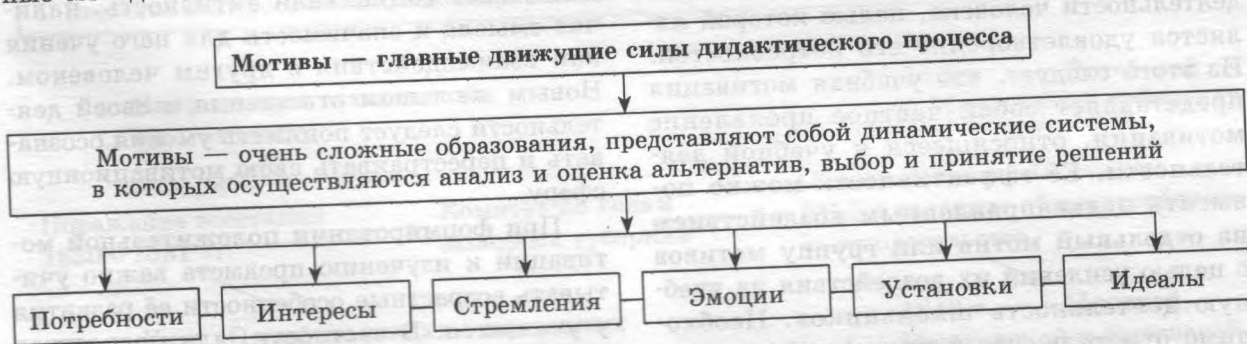 Мотивы — главные движущие силы дидактического процесса
Мотивы — очень сложные образования, представляют собой динамические системы,
в которых осуществляются анализ и оценка альтернатив, выбор и принятие решений
Потребности
Интересы
Стремления
Эмоции
Установки
Идеалы